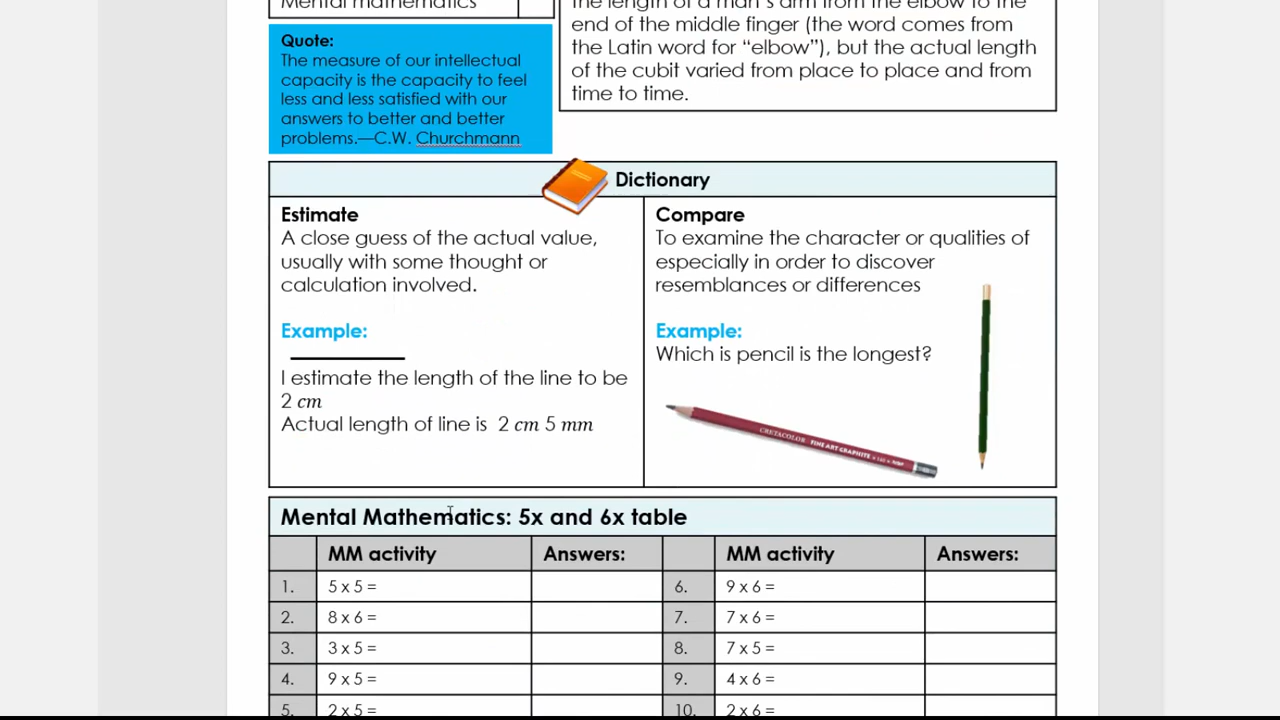 Mental mathematics
Quote:
The measure of our intellectual
capacity is the capacity to feel
less and less satisfied with our
answers to better and better
problems.—C.W. Churchmann
the length of a man's arm from the elbow to the
end of the middle finger (the word comes from
the Latin word for “elbow”), but the actual length
of the cubit varied from place to place and from
time to time.
Dictionary
Estimate
A close guess of the actual value,
usually with some thought or
calculation involved.
Example:
I estimate the length of the line to be
2 cm
Actual length of line is 2 cm 5 mm
Compare
To examine the character or qualities of
especially in order to discover
resemblances or differences
Example:
Which is pencil is the longest?
CRETACOLOR FINE ART GRAPHITE
Mental Mathematics: 5x and 6x table
MM activity Answers: MM activity Answers:
1. 5 x 5 = 6. 9 x 6 =
2. 8 x 6 = 7. 7 x 6 =
3. 3 x 5 = 8. 7 x 5 =
4. 9 x 5 = 9. 4 x 6 =
5. 2 x 5 = 10. 2 x 6 =